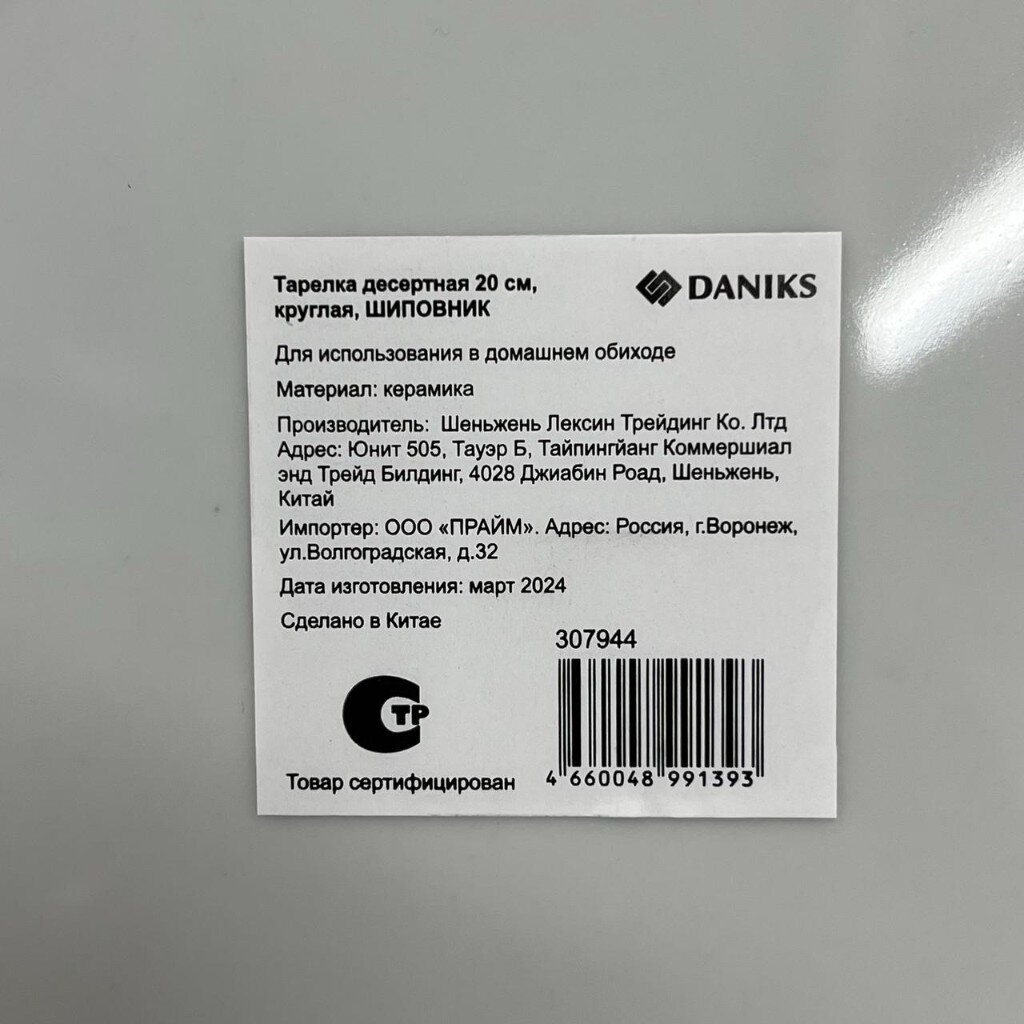 Тарелка десертная 20 см,
круглая, ШИПОВНИК
DANIKS
Для использования в домашнем обиходе
Материал: керамика
Производитель: Шеньжень Лексин Трейдинг Ко. Лтд
Адрес: Юнит 505, Тауэр Б, Тайпингйанг Коммершиал
энд Трейд Билдинг, 4028 Джиабин Роад, Шеньжень,
Китай
Импортер: ООО «ПРАЙМ». Адрес: Россия, г.Воронеж,
ул.Волгоградская, д.32
Дата изготовления: март 2024
Сделано в Китае
307944
СТР
Товар сертифицирован
4 660048 991393